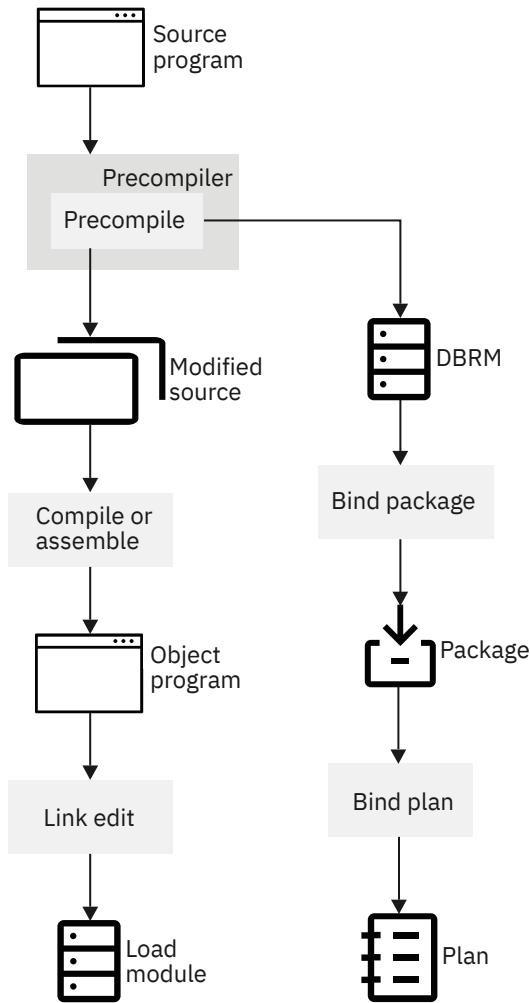 Source
program
Precompiler
Precompile
Modified
source
DBRM
Compile or
assemble
Bind package
Object
program
Package
Link edit
Bind plan
Load
module
Plan